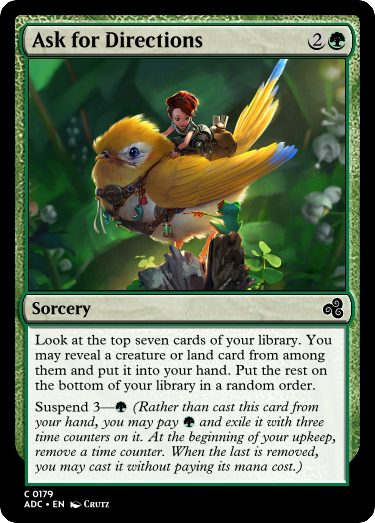 Ask for Directions 2
Sorcery
Look at the top seven cards of your library. You
may reveal a creature or land card from among
them and put it into your hand. Put the rest on
the bottom of your library in a random order.
Suspend 3— (Rather than cast this card from
your hand, you may pay and exile it with three
time counters on it. At the beginning of your upkeep,
remove a time counter. When the last is removed,
you may cast it without paying its mana cost.)
C 0179
ADC • EN Crutz